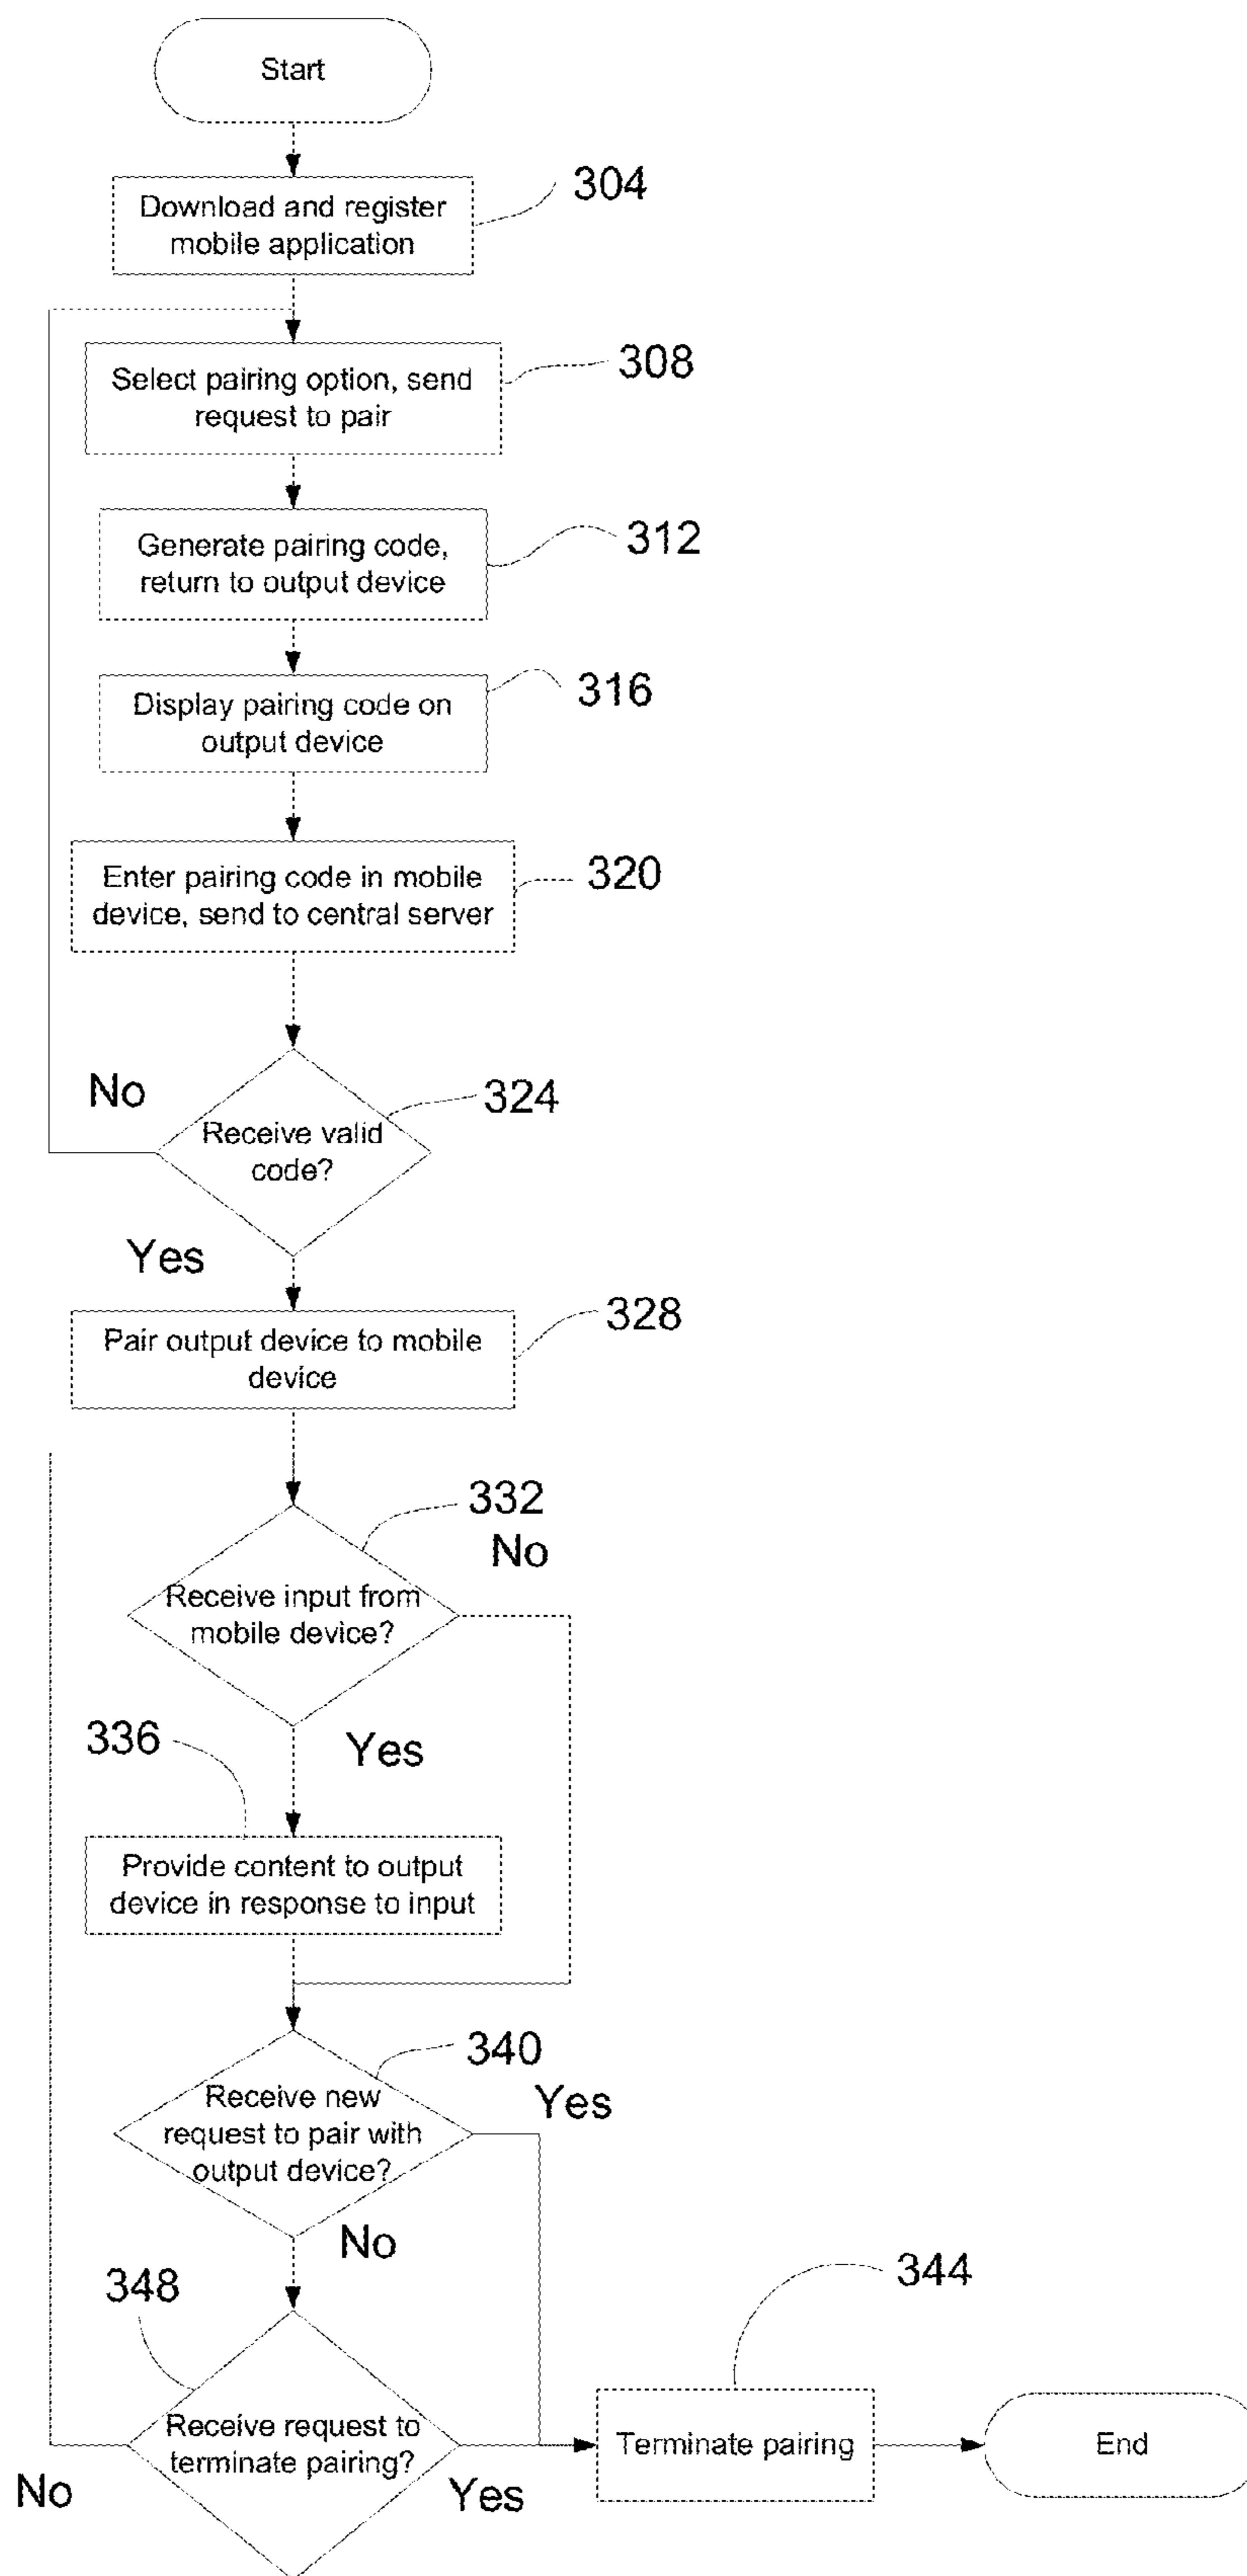 Start
304
Download and register
mobile application
308
Select pairing option, send
request to pair
312
Generate pairing code,
return to output device
316
Display pairing code on
output device
320
Enter pairing code in mobile
device, send to central server
No
324
Receive valid
code?
Yes
328
Pair output device to mobile
device
332
No
Receive input from
mobile device?
336
Yes
Provide content to output
device in response to input
340
Yes
Receive new
request to pair with
output device?
No
348
344
Receive request to
terminate pairing?
Terminate pairing
End
No
Yes